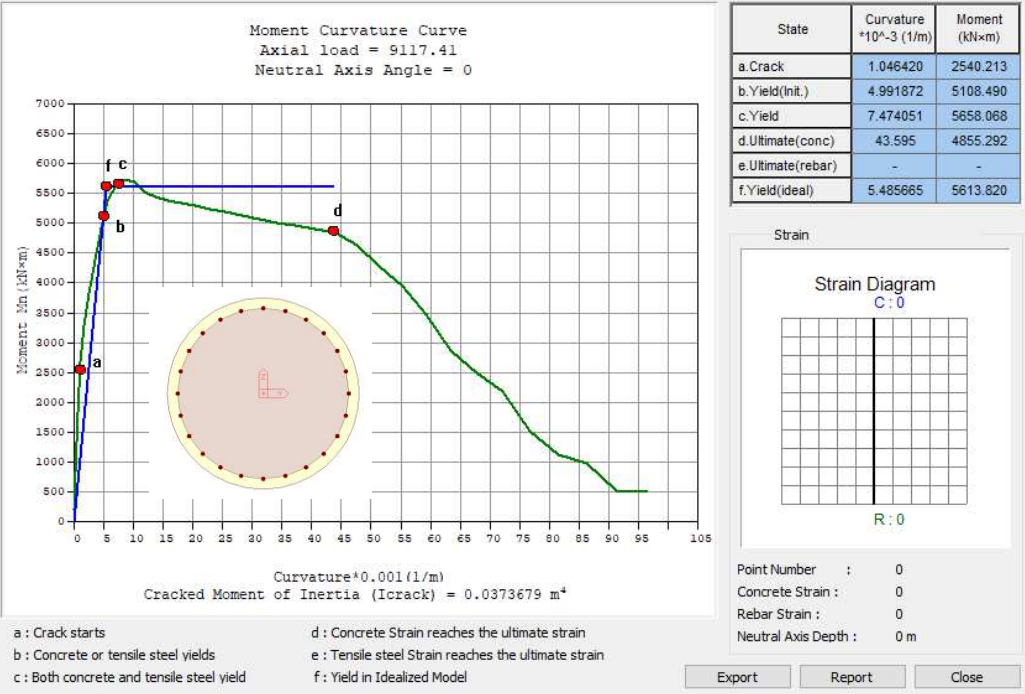 Moment Curvature Curve
Axial load = 9117.41
Neutral Axis Angle = 0
7000
6500
6000
5500
5000
4500
4000
3500
3000
2500
2000
1500
1000
500
0
Moment Mn(kN×m)
a
b
f c
d
0 5 10 15 20 25 30 35 40 45 50 55 60 65 70 75 80 85 90 95 105
Curvature*0.001(1/m)
Cracked Moment of Inertia (Icrack) = 0.0373679 m⁴
a : Crack starts
b : Concrete or tensile steel yields
c : Both concrete and tensile steel yield
d : Concrete Strain reaches the ultimate strain
e : Tensile steel Strain reaches the ultimate strain
f : Yield in Idealized Model
State Curvature *10^-3 (1/m) Moment (kN×m)
a.Crack 1.046420 2540.213
b.Yield(Init.) 4.991872 5108.490
c.Yield 7.474051 5658.068
d.Ultimate(conc) 43.595 4855.292
e.Ultimate(rebar) - -
f.Yield(ideal) 5.485665 5613.820
Strain
Strain Diagram
C : 0
R : 0
Point Number : 0
Concrete Strain : 0
Rebar Strain : 0
Neutral Axis Depth : 0 m
Export Report Close